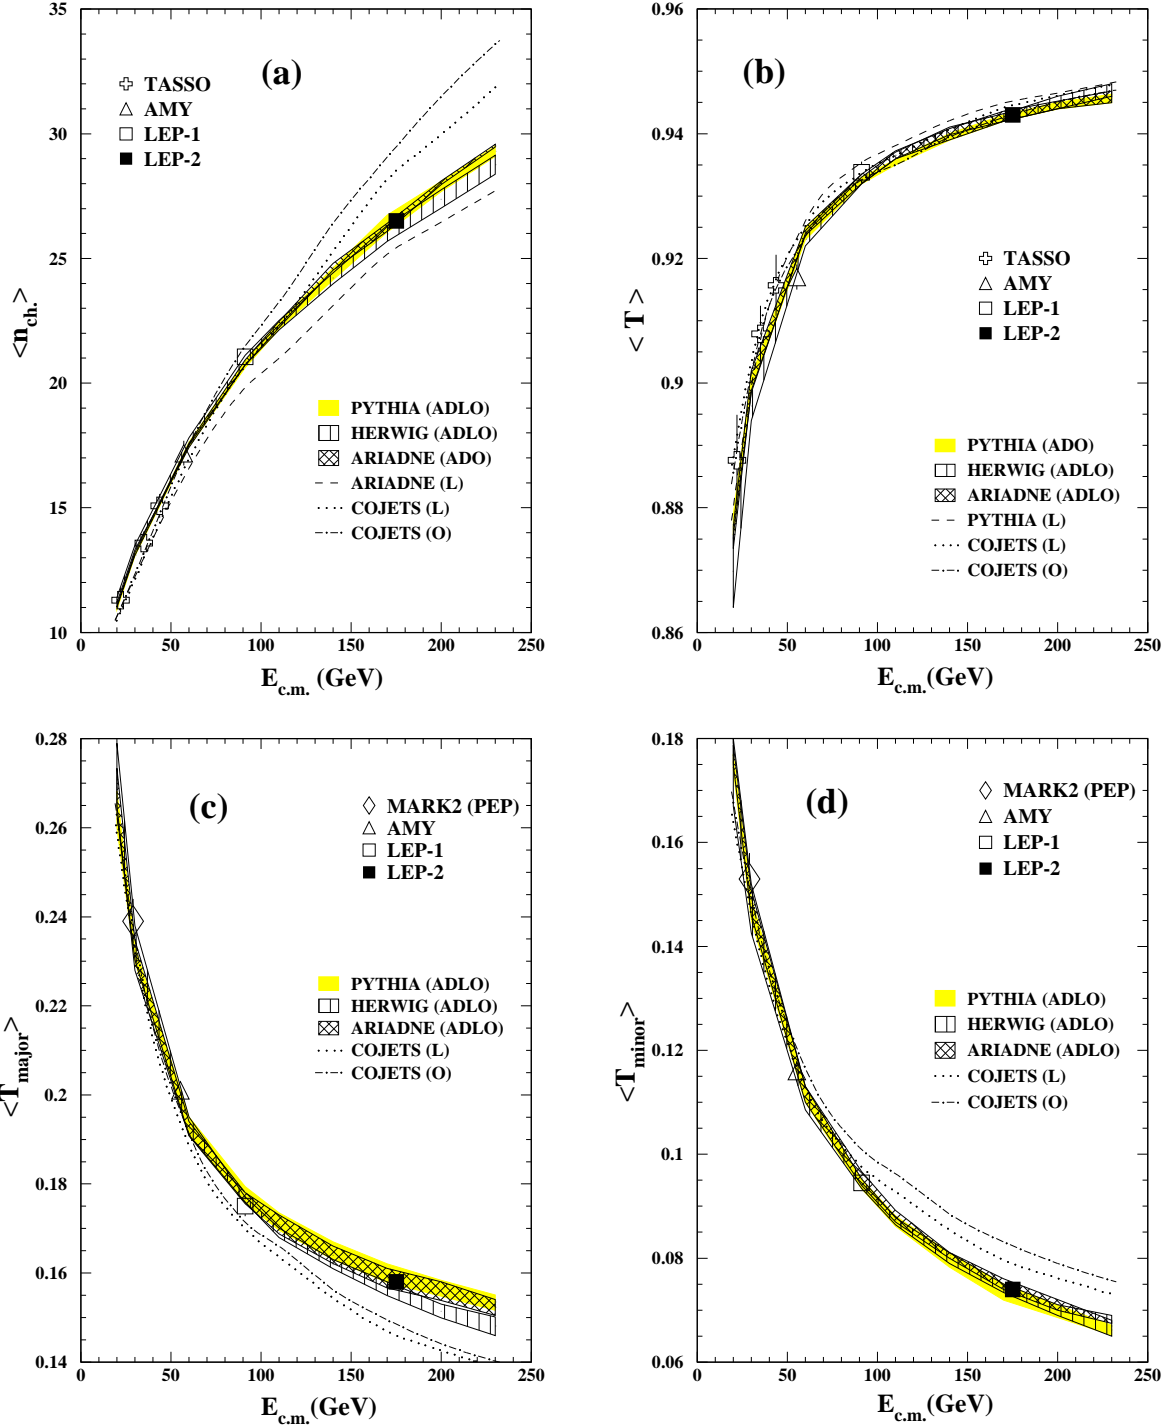 (a)
TASSO
AMY
LEP-1
LEP-2
PYTHIA (ADLO)
HERWIG (ADLO)
ARIADNE (ADO)
ARIADNE (L)
COJETS (L)
COJETS (O)
<n_ch.>
35
30
25
20
15
10
0 50 100 150 200 250
E_c.m. (GeV)
(b)
TASSO
AMY
LEP-1
LEP-2
PYTHIA (ADO)
HERWIG (ADLO)
ARIADNE (ADLO)
PYTHIA (L)
COJETS (L)
COJETS (O)
< T >
0.96
0.94
0.92
0.9
0.88
0.86
0 50 100 150 200 250
E_c.m.(GeV)
(c)
MARK2 (PEP)
AMY
LEP-1
LEP-2
PYTHIA (ADLO)
HERWIG (ADLO)
ARIADNE (ADLO)
COJETS (L)
COJETS (O)
<T_major>
0.28
0.26
0.24
0.22
0.2
0.18
0.16
0.14
0 50 100 150 200 250
E_c.m.(GeV)
(d)
MARK2 (PEP)
AMY
LEP-1
LEP-2
PYTHIA (ADLO)
HERWIG (ADLO)
ARIADNE (ADLO)
COJETS (L)
COJETS (O)
<T_minor>
0.18
0.16
0.14
0.12
0.1
0.08
0.06
0 50 100 150 200 250
E_c.m.(GeV)